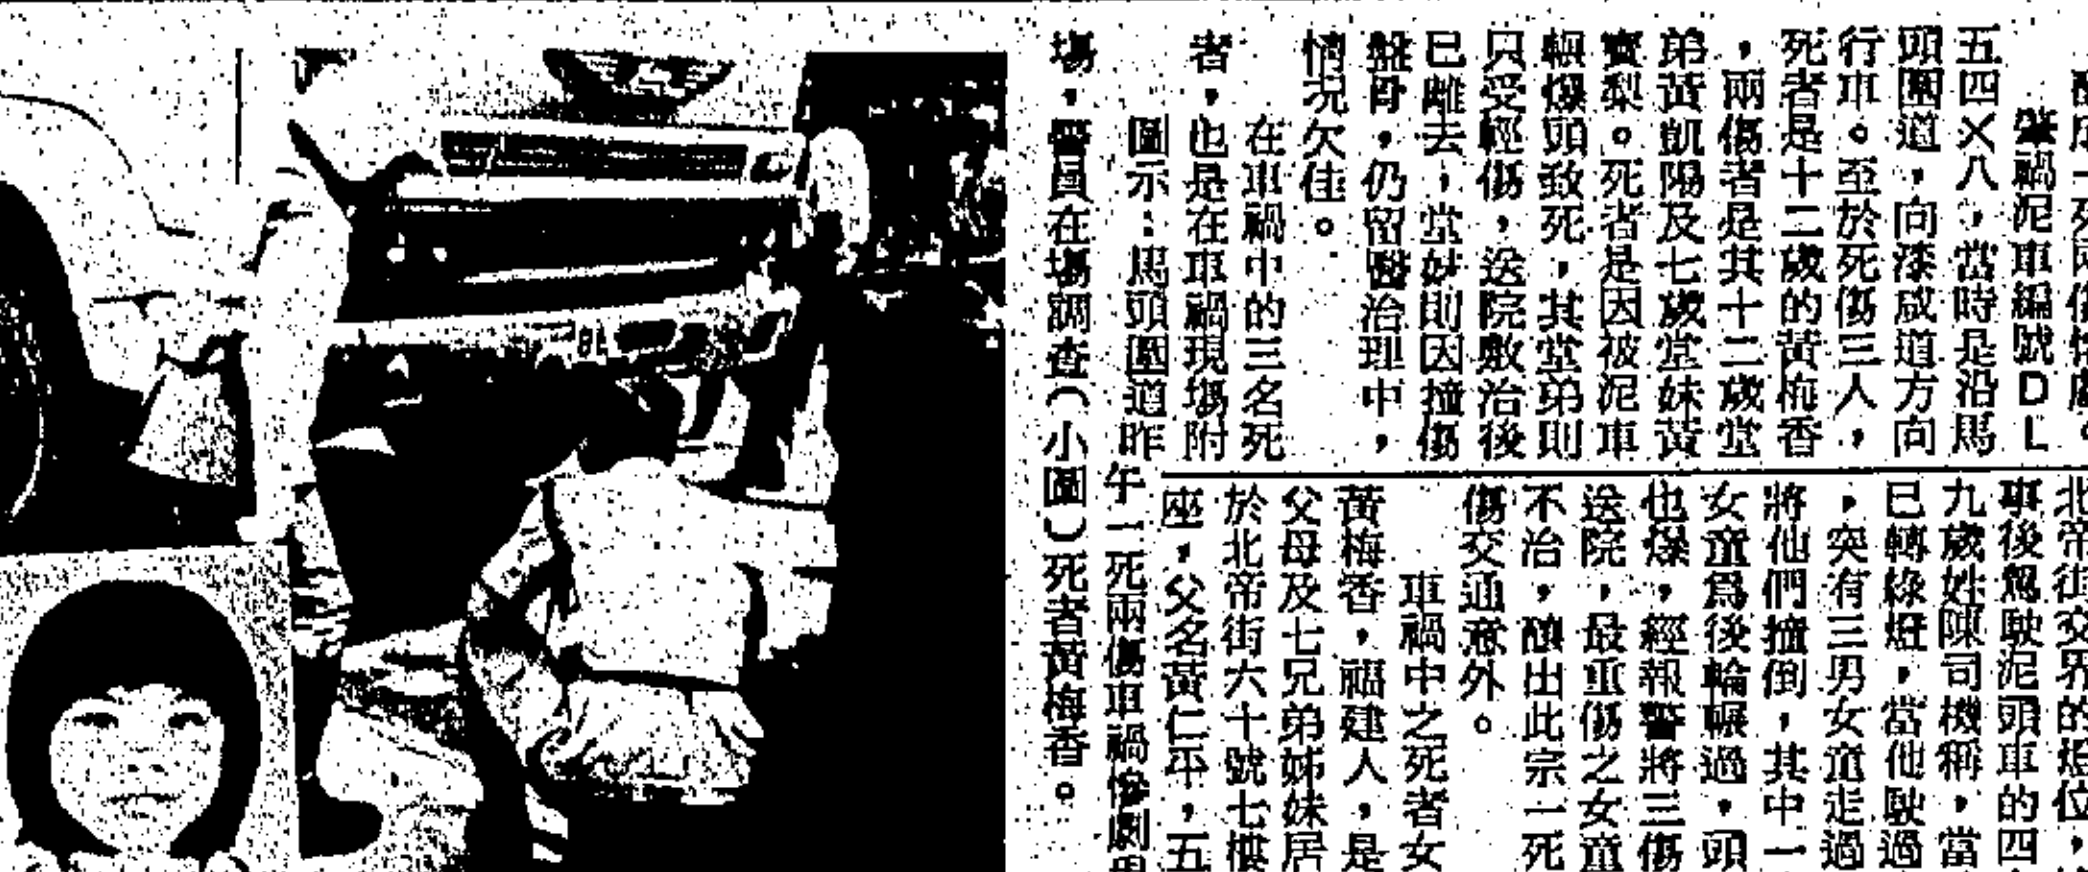 釀成一死兩傷慘劇。
肇禍泥車編號DL
五四╳八，當時是沿馬
頭圍道，向漆咸道方向
行車。至於死傷三人，
死者是十二歲的黃梅香
，兩傷者是其十二歲堂
弟黃凱陽及七歲堂妹黃
寶梨。死者是因被泥車
輾爆頭致死，其堂弟則
只受輕傷，送院敷治後
已離去，堂妹則因撞傷
盤骨，仍留醫治理中，
情況欠佳。
在車禍中的三名死
者，也是在車禍現場附
北帝街交界的燈位，
事後駕駛泥頭車的四
九歲姓陳司機稱，當
已轉綠燈，當他駛過
，突有三男女童走過
將他們撞倒，其中一
女童爲後輪輾過，頭
也爆，經報警將三傷
送院，最重傷之女童
不治，釀出此宗一死
傷交通意外。
車禍中之死者女
黃梅香，福建人，是
父母及七兄弟姊妹居
於北帝街六十號七樓
座，父名黃仁平，五
圖示：馬頭圍道昨午一死兩傷車禍慘劇現
場，警員在場調查（小圖）死者黃梅香。